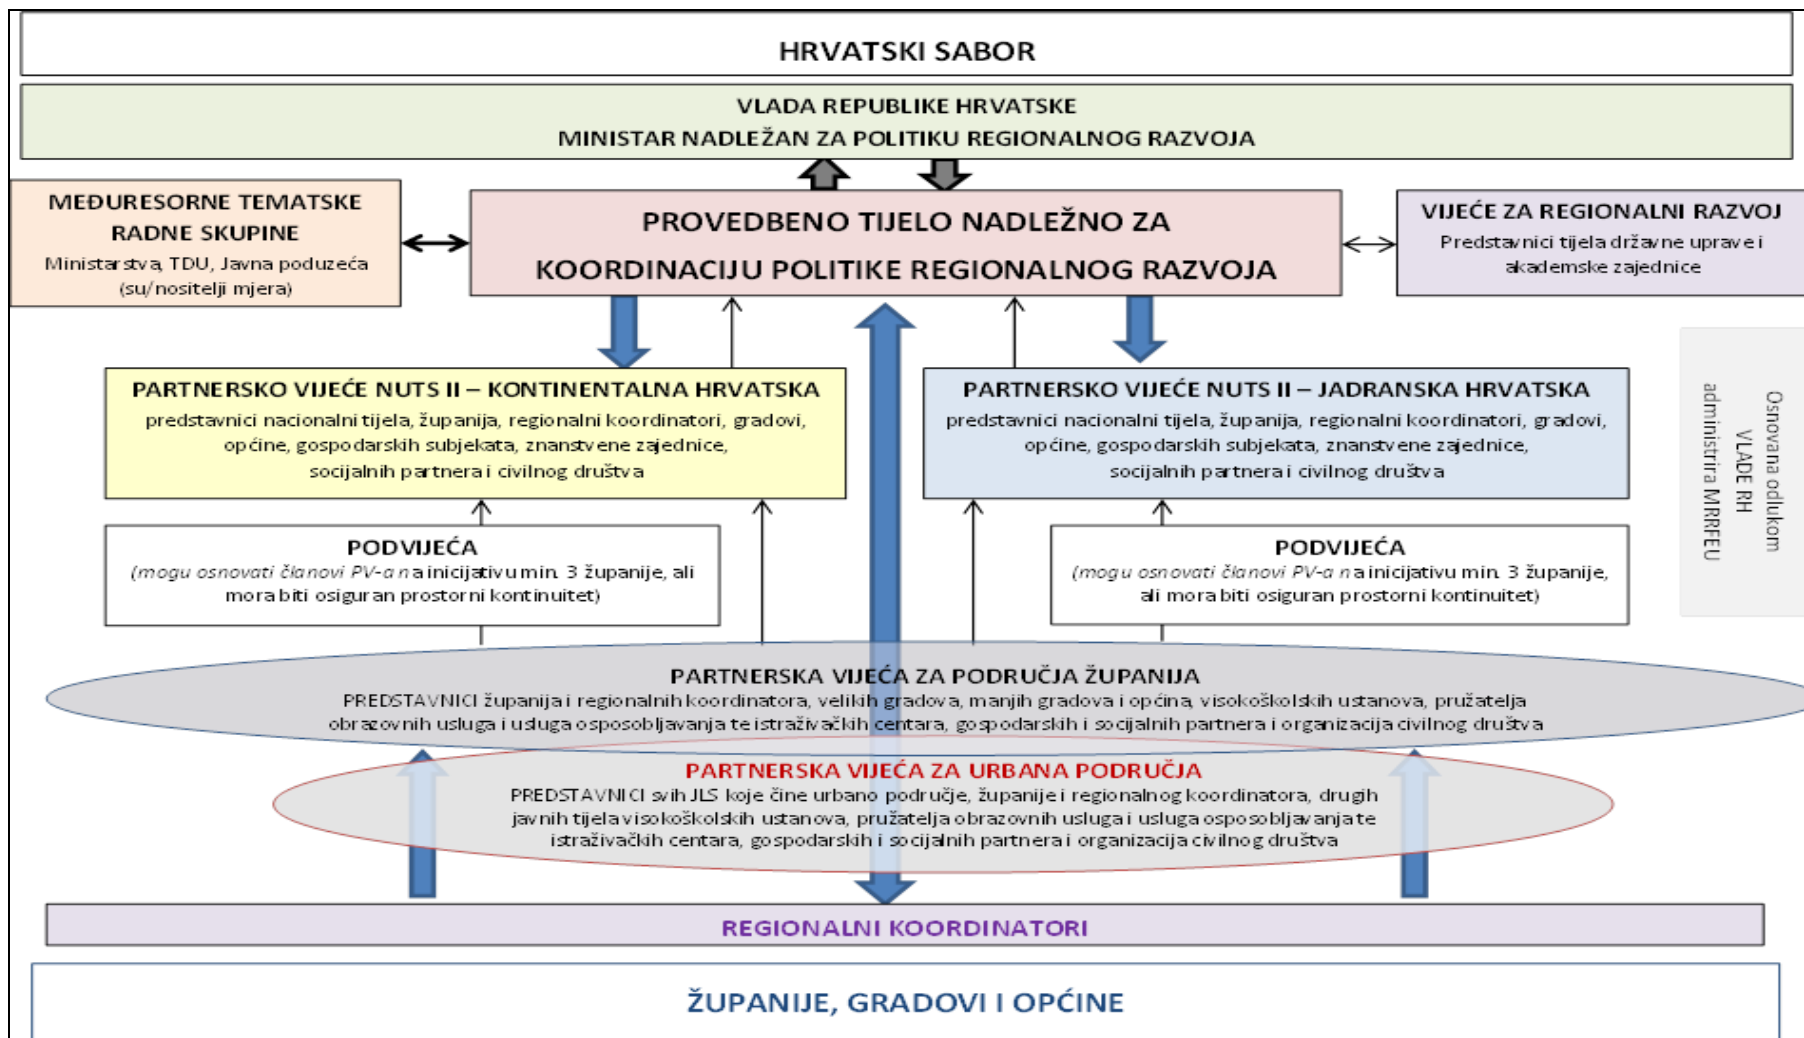 HRVATSKI SABOR
VLADA REPUBLIKE HRVATSKE
MINISTAR NADLEŽAN ZA POLITIKU REGIONALNOG RAZVOJA
MEĐURESORNE TEMATSKE
RADNE SKUPINE
Ministarstva, TDU, Javna poduzeća
(su/nositelji mjera)
PROVEDBENO TIJELO NADLEŽNO ZA
KOORDINACIJU POLITIKE REGIONALNOG RAZVOJA
VIJEĆE ZA REGIONALNI RAZVOJ
Predstavnici tijela državne uprave i
akademske zajednice
PARTNERSKO VIJEĆE NUTS II – KONTINENTALNA HRVATSKA
predstavnici nacionalni tijela, županija, regionalni koordinatori, gradovi,
općine, gospodarskih subjekata, znanstvene zajednice,
socijalnih partnera i civilnog društva
PARTNERSKO VIJEĆE NUTS II – JADRANSKA HRVATSKA
predstavnici nacionalni tijela, županija, regionalni koordinatori, gradovi,
općine, gospodarskih subjekata, znanstvene zajednice,
socijalnih partnera i civilnog društva
Osnovana odlukom
VLADE RH
administrira MRRFEU
PODVIJEĆA
(mogu osnovati članovi PV-a na inicijativu min. 3 županije, ali
mora biti osiguran prostorni kontinuitet)
PODVIJEĆA
(mogu osnovati članovi PV-a na inicijativu min. 3 županije,
ali mora biti osiguran prostorni kontinuitet)
PARTNERSKA VIJEĆA ZA PODRUČJA ŽUPANIJA
PREDSTAVNICI županija i regionalnih koordinatora, velikih gradova, manjih gradova i općina, visokoškolskih ustanova, pružatelja
obrazovnih usluga i usluga osposobljavanja te istraživačkih centara, gospodarskih i socijalnih partnera i organizacija civilnog društva
PARTNERSKA VIJEĆA ZA URBANA PODRUČJA
PREDSTAVNICI svih JLS koje čine urbano područje, županije i regionalnog koordinatora, drugih
javnih tijela visokoškolskih ustanova, pružatelja obrazovnih usluga i usluga osposobljavanja te
istraživačkih centara, gospodarskih i socijalnih partnera i organizacija civilnog društva
REGIONALNI KOORDINATORI
ŽUPANIJE, GRADOVI I OPĆINE